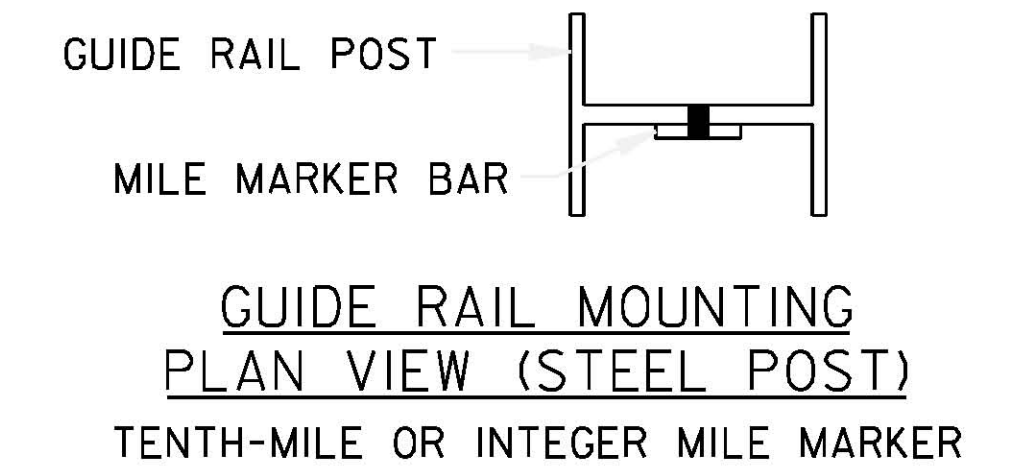 GUIDE RAIL POST
MILE MARKER BAR
GUIDE RAIL MOUNTING
PLAN VIEW (STEEL POST)
TENTH-MILE OR INTEGER MILE MARKER